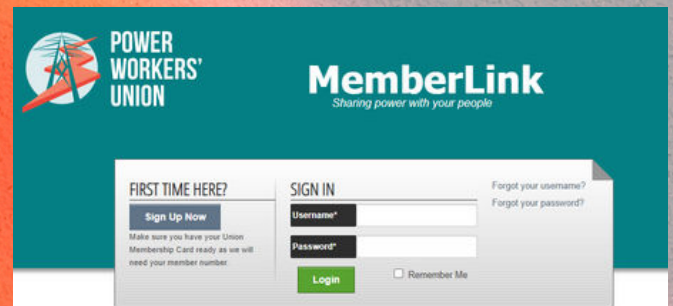 POWER
WORKERS'
UNION
MemberLink
Sharing power with your people
FIRST TIME HERE?
Sign Up Now
Make sure you have your Union
Membership Card ready as we will
need your member number.
SIGN IN
Username*
Password*
Login
Remember Me
Forgot your username?
Forgot your password?